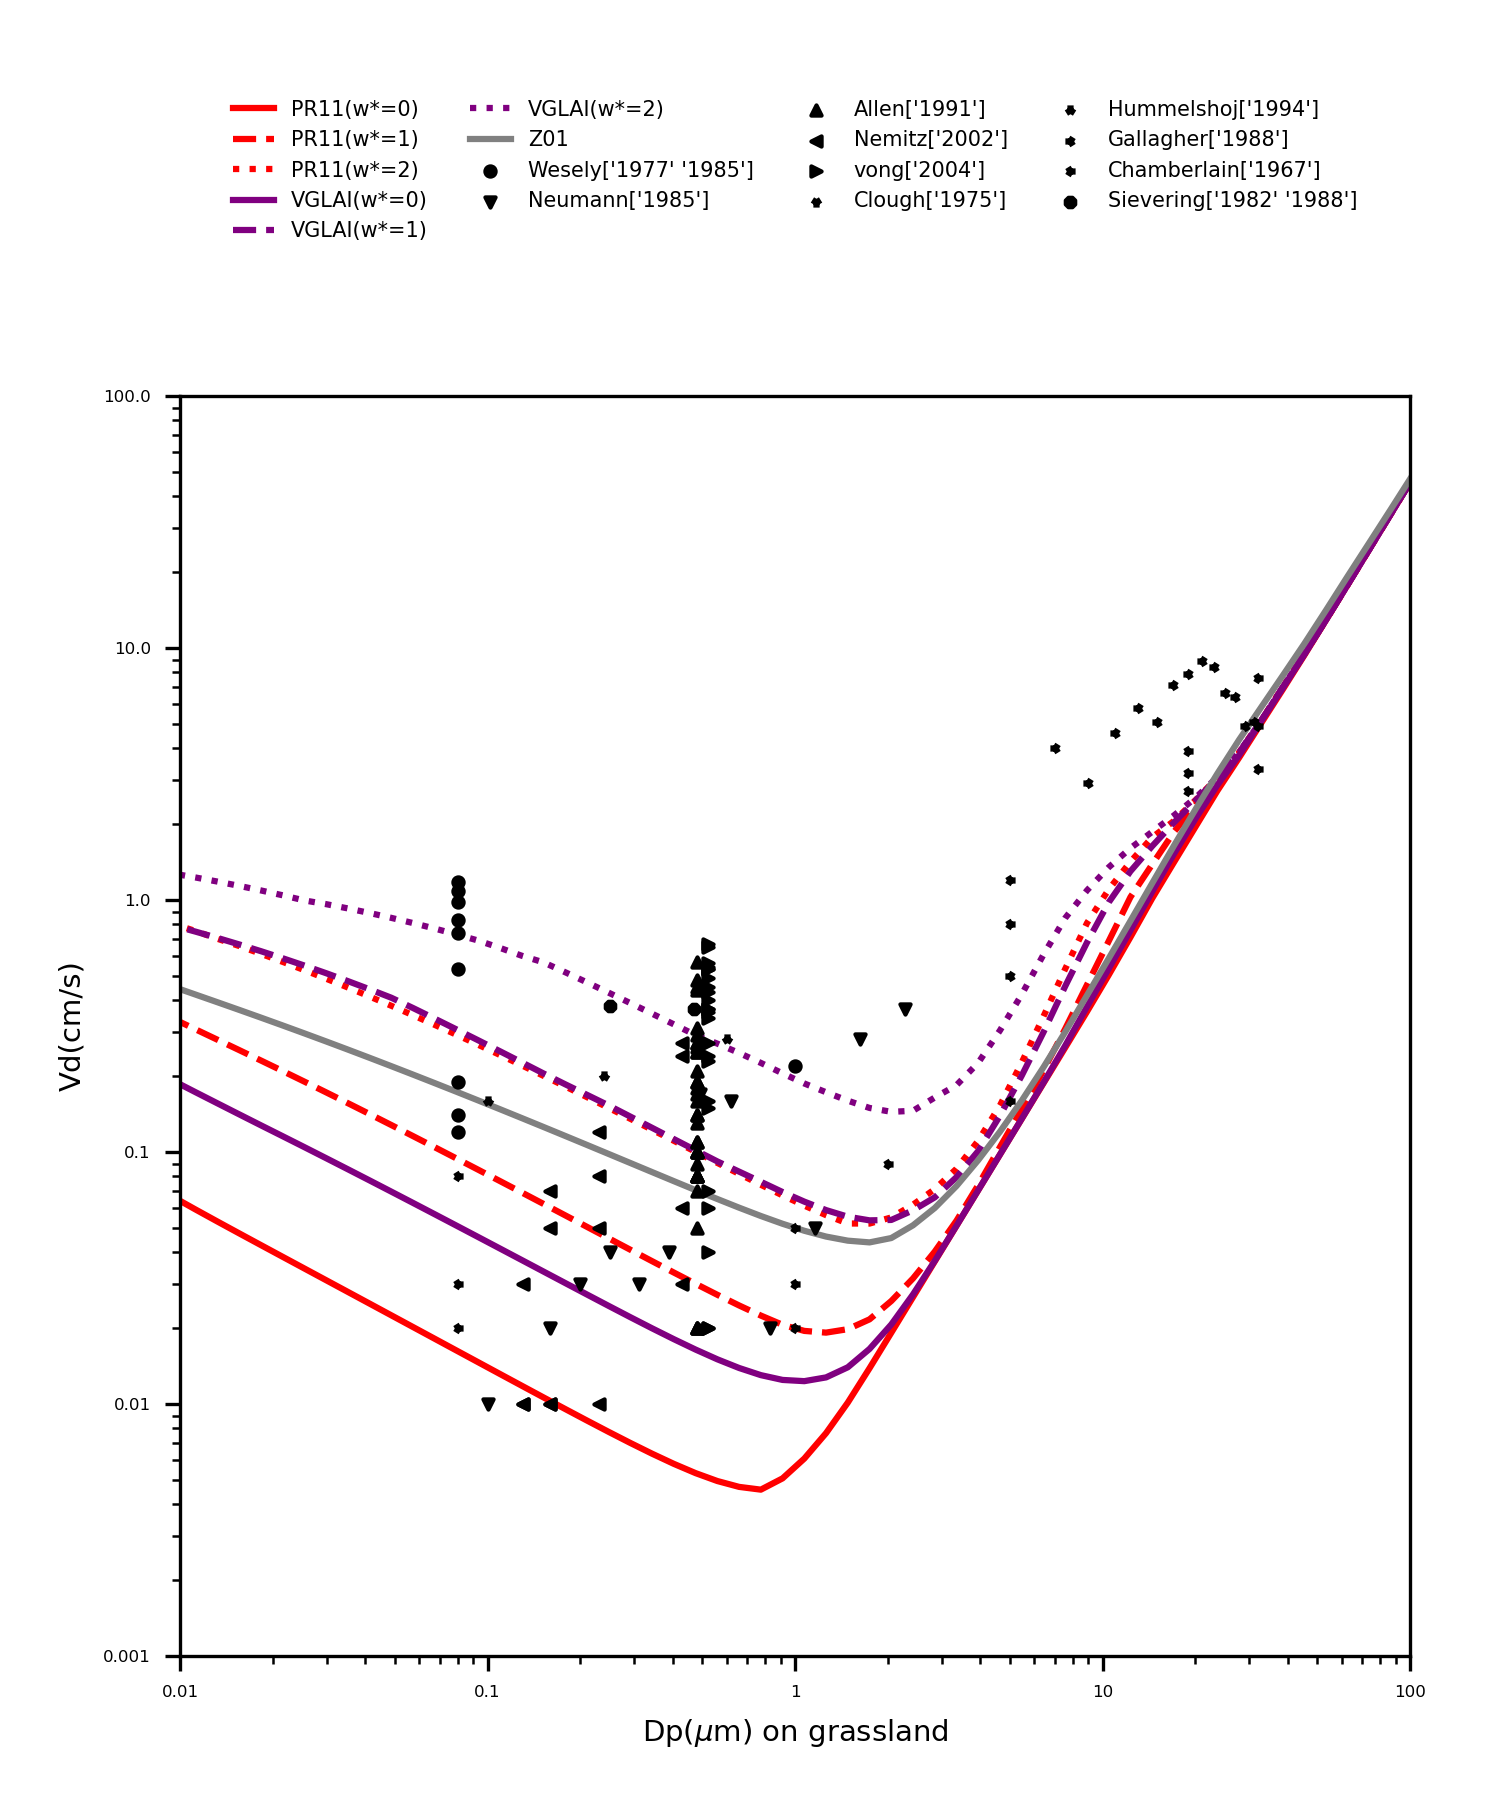 PR11(w*=0)
PR11(w*=1)
PR11(w*=2)
VGLAI(w*=0)
VGLAI(w*=1)
VGLAI(w*=2)
Z01
Wesely['1977' '1985']
Neumann['1985']
Allen['1991']
Nemitz['2002']
vong['2004']
Clough['1975']
Hummelshoj['1994']
Gallagher['1988']
Chamberlain['1967']
Sievering['1982' '1988']
100.0
10.0
1.0
0.1
0.01
0.001
Vd(cm/s)
0.01
0.1
1
10
100
Dp(μm) on grassland